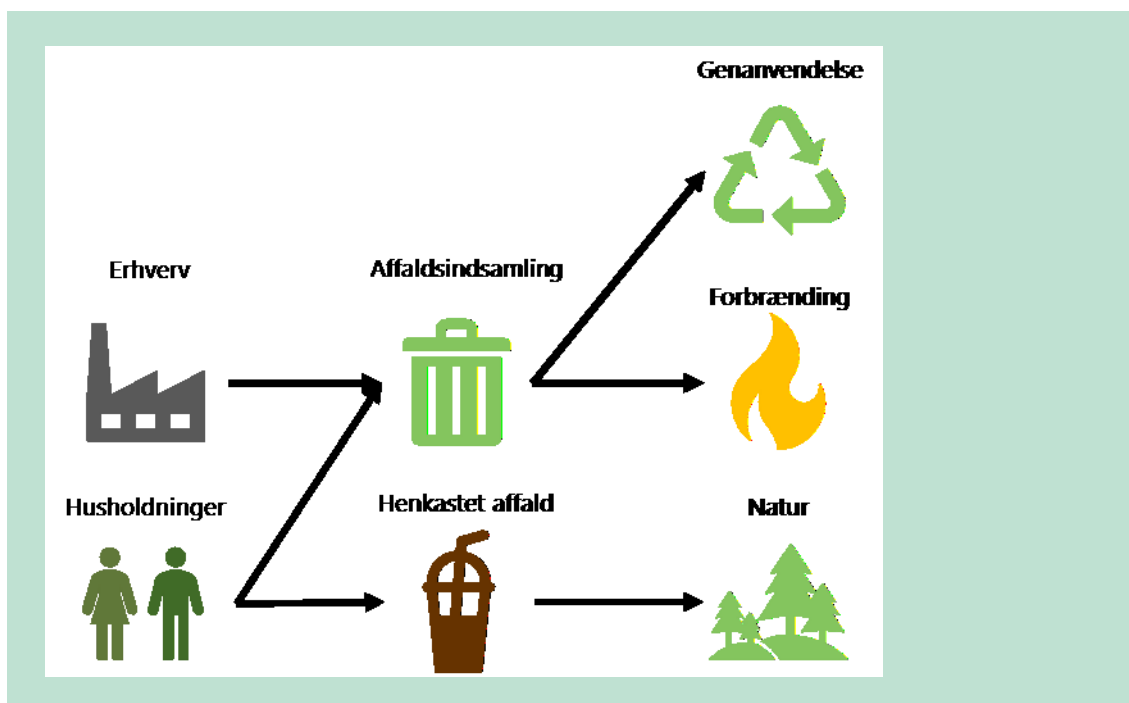 Genanvendelse
Erhverv
Affaldsindsamling
Forbrænding
Husholdninger
Henkastet affald
Natur